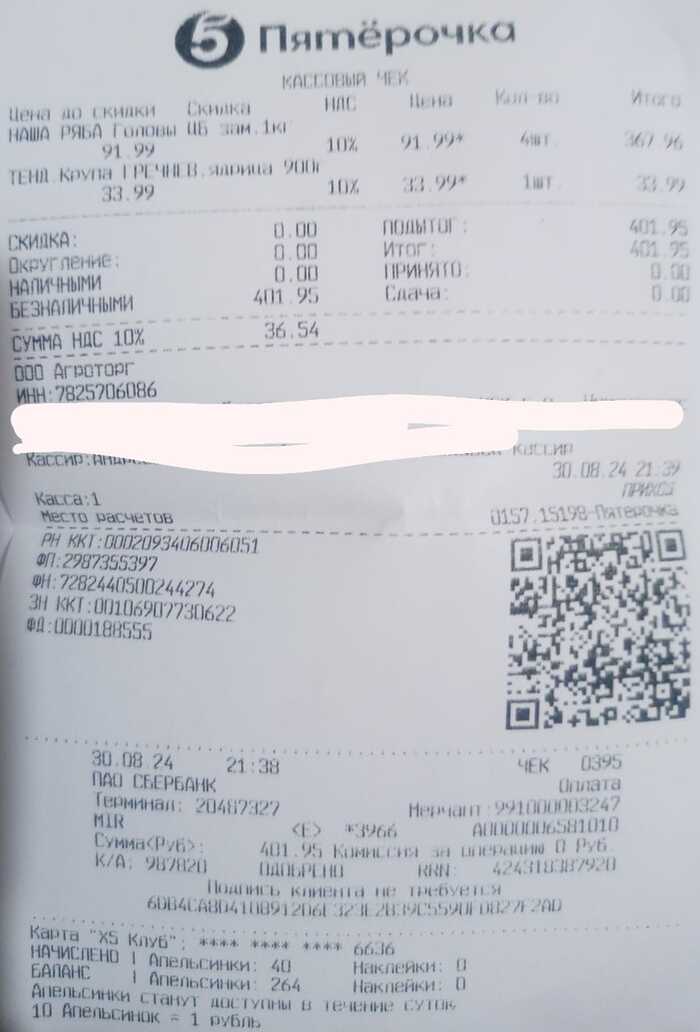 5 Пятёрочка
КАССОВЫЙ ЧЕК
Цена до скидки Скидка НДС Цена Кол-во Итого
НАША РЯБА Головы ЦБ зам.1кг
91.99 10% 91.99* 4шт. 367.96
ТЕНД.Крупа ГРЕЧНЕВ.ядрица 900г
33.99 10% 33.99* 1шт. 33.99
СКИДКА: 0.00 ПОДЫТОГ: 401.95
Округление: 0.00 Итог: 401.95
НАЛИЧНЫМИ 0.00 ПРИНЯТО: 0.00
БЕЗНАЛИЧНЫМИ 401.95 Сдача: 0.00
СУММА НДС 10% 36.54
ООО Агроторг
ИНН:7825706086
Кассир: кассир
30.08.24 21:39
Касса:1 ПРИХОД
Место расчетов 0157.15198-Пятерочка
РН ККТ:0002093406006051
ФП:2987355397
ФН:7282440500244274
ЗН ККТ:00106907730622
ФД:0000188555
30.08.24 21:38 ЧЕК 0395
ПАО СБЕРБАНК Оплата
Терминал: 20487327 Мерчант:991000003247
MIR <E> *3966 A0000006581010
Сумма<Руб>: 401.95 Комиссия за операцию 0 Руб.
К/А: 987820 ОДОБРЕНО RRN: 424318387920
Подпись клиента не требуется
Карта "X5 Клуб": **** **** **** 6636
НАЧИСЛЕНО | Апельсинки: 40 Наклейки: 0
БАЛАНС | Апельсинки: 264 Наклейки: 0
Апельсинки станут доступны в течение суток
10 Апельсинок = 1 рубль